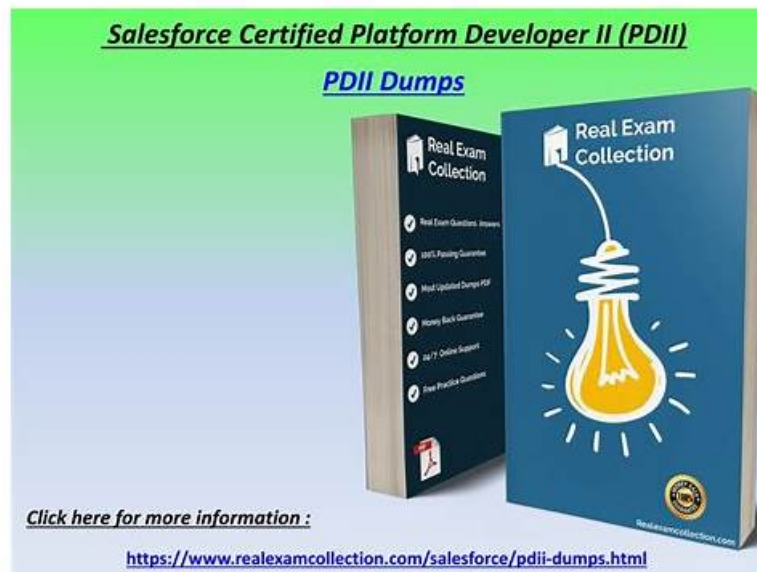 Salesforce Certified Platform Developer II (PDII)
PDII Dumps
Real Exam
Collection
Real Exam Questions Answers
100% Passing Guarantee
Most Updated Dumps PDF
Money Back Guarantee
24/7 Online Support
Free Practice Questions
PDF
Real Exam
Collection
100%
Realexamcollection.com
Click here for more information :
https://www.realexamcollection.com/salesforce/pdii-dumps.html